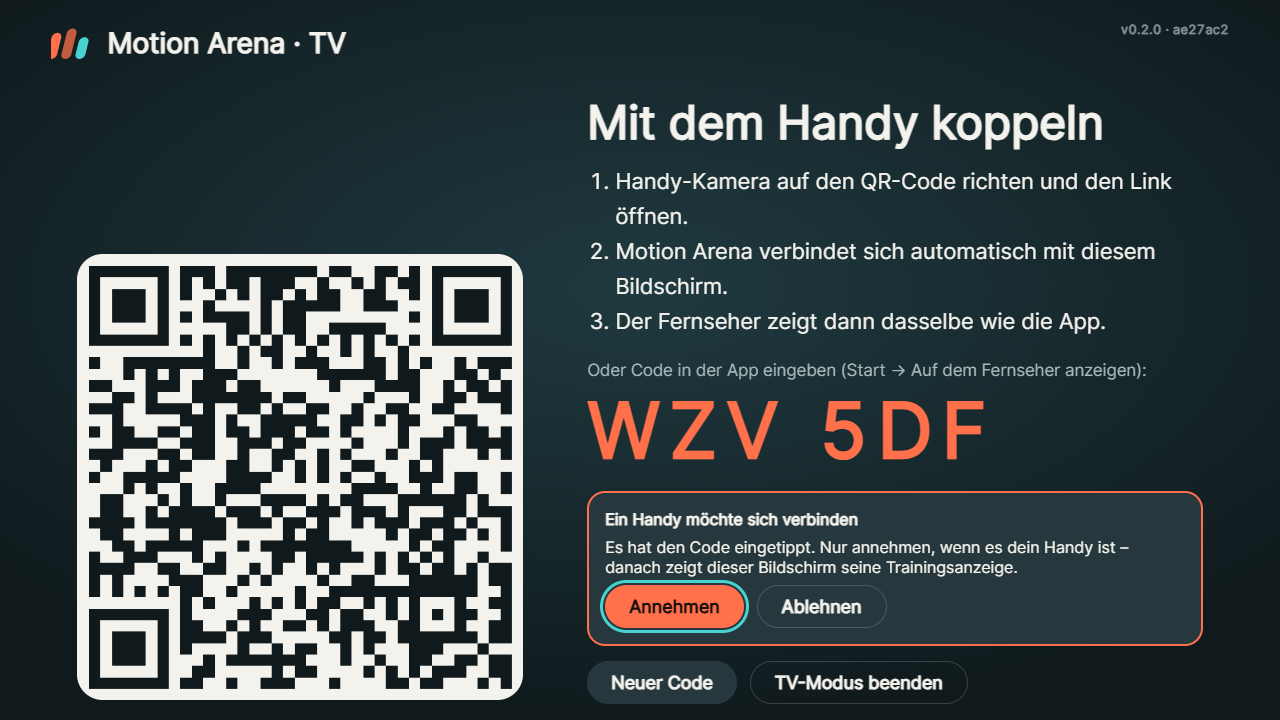 Motion Arena · TV
v0.2.0 · ae27ac2
Mit dem Handy koppeln
1. Handy-Kamera auf den QR-Code richten und den Link
öffnen.
2. Motion Arena verbindet sich automatisch mit diesem
Bildschirm.
3. Der Fernseher zeigt dann dasselbe wie die App.
Oder Code in der App eingeben (Start → Auf dem Fernseher anzeigen):
WZV 5DF
Ein Handy möchte sich verbinden
Es hat den Code eingetippt. Nur annehmen, wenn es dein Handy ist –
danach zeigt dieser Bildschirm seine Trainingsanzeige.
Annehmen Ablehnen
Neuer Code TV-Modus beenden